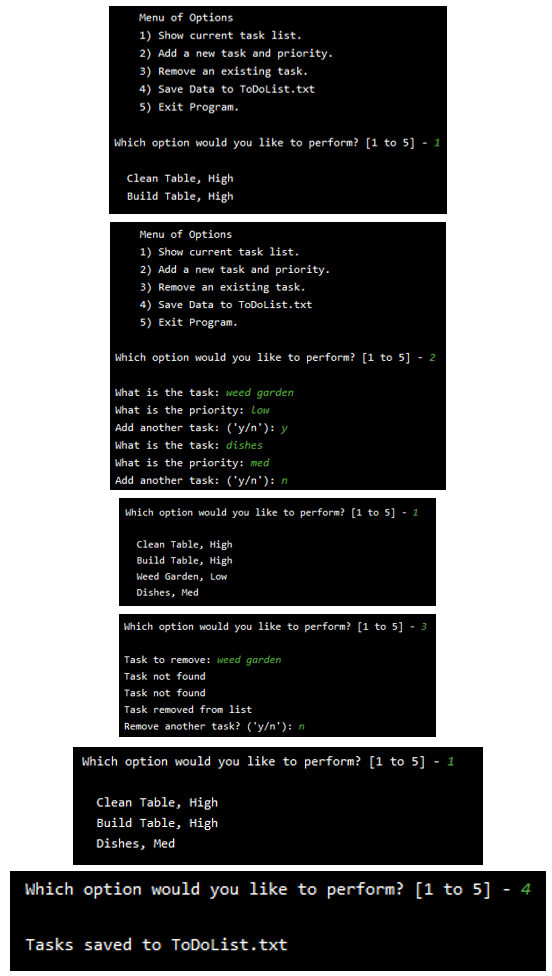 Menu of Options
1) Show current task list.
2) Add a new task and priority.
3) Remove an existing task.
4) Save Data to ToDoList.txt
5) Exit Program.
Which option would you like to perform? [1 to 5] - 1
Clean Table, High
Build Table, High
Menu of Options
1) Show current task list.
2) Add a new task and priority.
3) Remove an existing task.
4) Save Data to ToDoList.txt
5) Exit Program.
Which option would you like to perform? [1 to 5] - 2
What is the task: weed garden
What is the priority: low
Add another task: ('y/n'): y
What is the task: dishes
What is the priority: med
Add another task: ('y/n'): n
Which option would you like to perform? [1 to 5] - 1
Clean Table, High
Build Table, High
Weed Garden, Low
Dishes, Med
Which option would you like to perform? [1 to 5] - 3
Task to remove: weed garden
Task not found
Task not found
Task removed from list
Remove another task? ('y/n'): n
Which option would you like to perform? [1 to 5] - 1
Clean Table, High
Build Table, High
Dishes, Med
Which option would you like to perform? [1 to 5] - 4
Tasks saved to ToDoList.txt